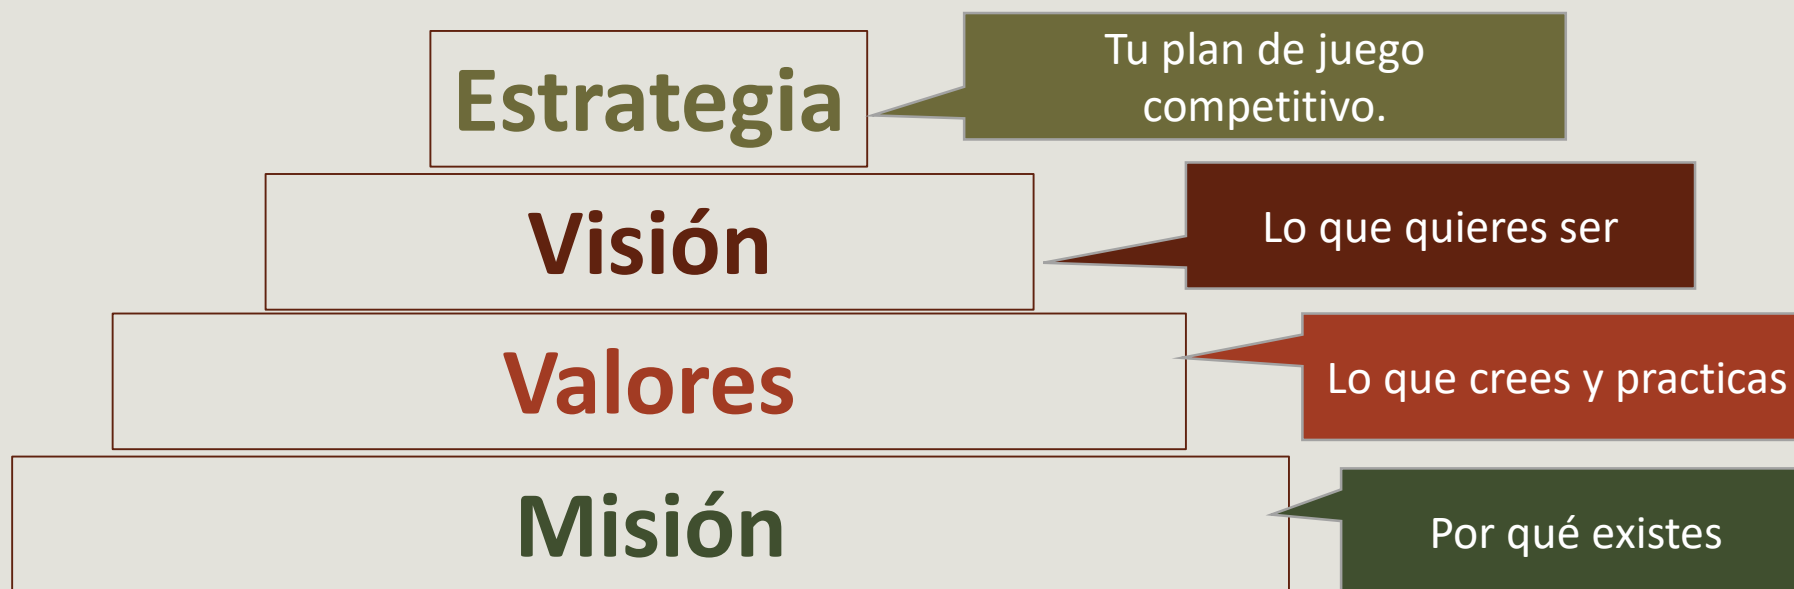 Estrategia
Tu plan de juego
competitivo.
Visión
Lo que quieres ser
Valores
Lo que crees y practicas
Misión
Por qué existes